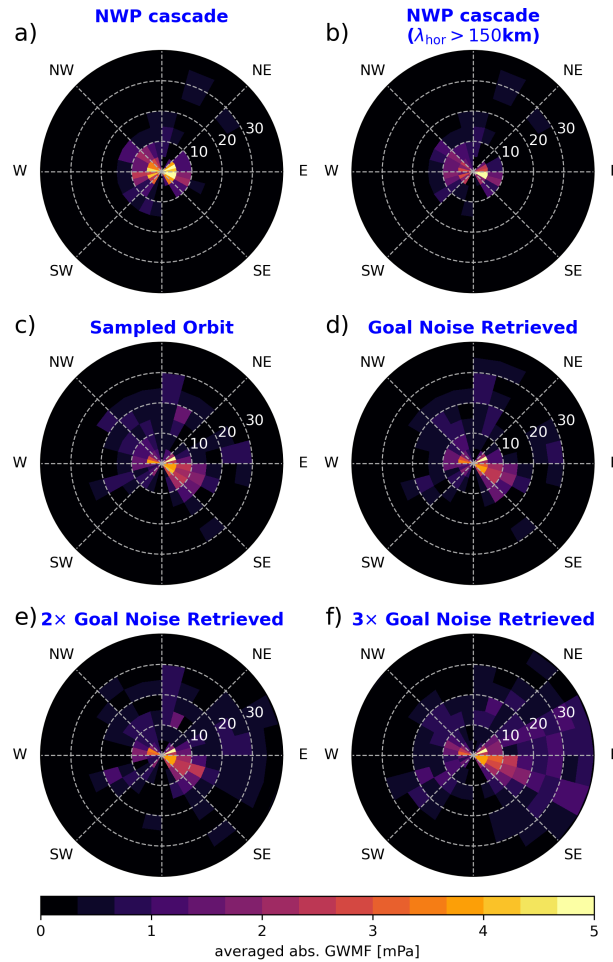 a)
NWP cascade
NW
NE
10
20
30
W
E
SW
SE
b)
NWP cascade
(λhor > 150km)
NW
NE
10
20
30
W
SW
SE
c)
Sampled Orbit
NW
NE
10
20
30
W
E
SW
SE
d)
Goal Noise Retrieved
NW
NE
10
20
30
W
SW
SE
e)
2× Goal Noise Retrieved
NW
NE
10
20
30
W
E
SW
SE
f)
3× Goal Noise Retrieved
NW
NE
10
20
30
W
SW
SE
0
1
2
3
4
5
averaged abs. GWMF [mPa]